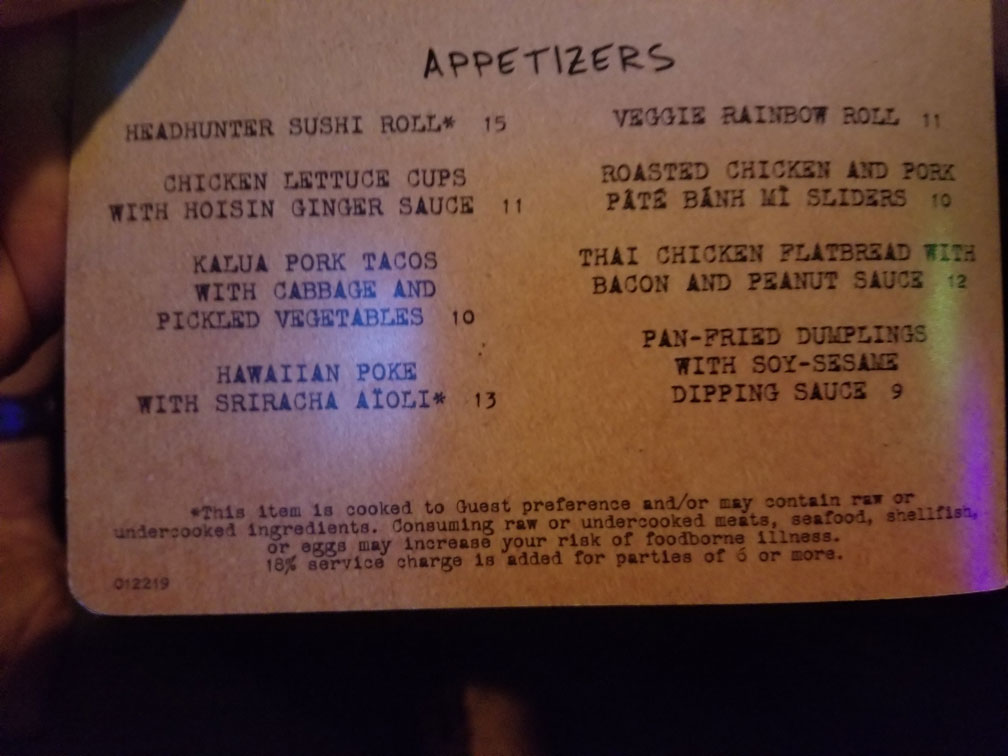 APPETIZERS
HEADHUNTER SUSHI ROLL* 15
CHICKEN LETTUCE CUPS
WITH HOISIN GINGER SAUCE 11
KALUA PORK TACOS
WITH CABBAGE AND
PICKLED VEGETABLES 10
HAWAIIAN POKE
WITH SRIRACHA AÏOLI* 13
VEGGIE RAINBOW ROLL 11
ROASTED CHICKEN AND PORK
PÂTÉ BÁNH MÌ SLIDERS 10
THAI CHICKEN FLATBREAD WITH
BACON AND PEANUT SAUCE 12
PAN-FRIED DUMPLINGS
WITH SOY-SESAME
DIPPING SAUCE 9
*This item is cooked to Guest preference and/or may contain raw or
undercooked ingredients. Consuming raw or undercooked meats, seafood, shellfish,
or eggs may increase your risk of foodborne illness.
18% service charge is added for parties of 6 or more.
012219